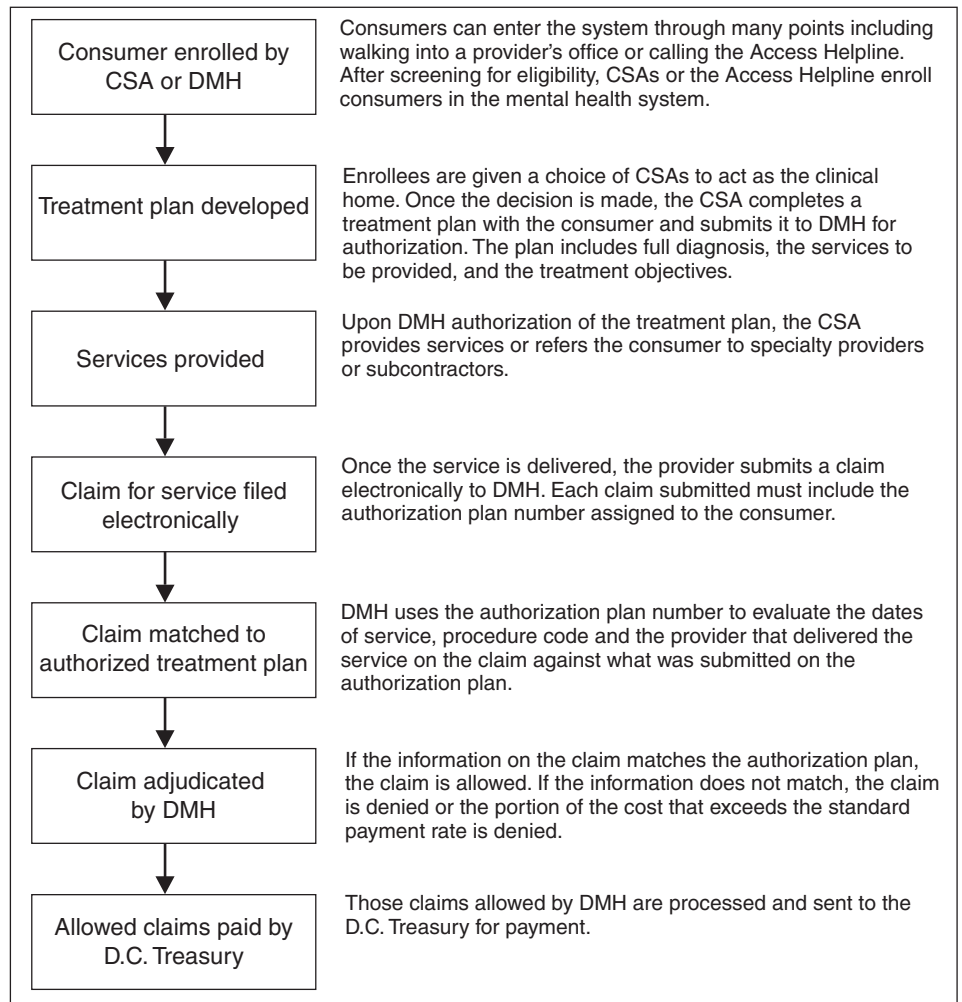 Consumer enrolled by
CSA or DMH
Consumers can enter the system through many points including
walking into a provider's office or calling the Access Helpline.
After screening for eligibility, CSAs or the Access Helpline enroll
consumers in the mental health system.
Treatment plan developed
Enrollees are given a choice of CSAs to act as the clinical
home. Once the decision is made, the CSA completes a
treatment plan with the consumer and submits it to DMH for
authorization. The plan includes full diagnosis, the services to
be provided, and the treatment objectives.
Services provided
Upon DMH authorization of the treatment plan, the CSA
provides services or refers the consumer to specialty providers
or subcontractors.
Claim for service filed
electronically
Once the service is delivered, the provider submits a claim
electronically to DMH. Each claim submitted must include the
authorization plan number assigned to the consumer.
Claim matched to
authorized treatment plan
DMH uses the authorization plan number to evaluate the dates
of service, procedure code and the provider that delivered the
service on the claim against what was submitted on the
authorization plan.
Claim adjudicated
by DMH
If the information on the claim matches the authorization plan,
the claim is allowed. If the information does not match, the claim
is denied or the portion of the cost that exceeds the standard
payment rate is denied.
Allowed claims paid by
D.C. Treasury
Those claims allowed by DMH are processed and sent to the
D.C. Treasury for payment.